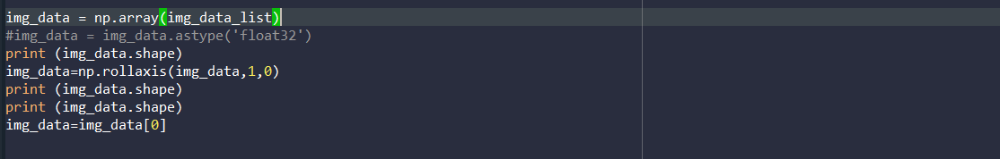 img_data = np.array(img_data_list)
#img_data = img_data.astype('float32')
print (img_data.shape)
img_data=np.rollaxis(img_data,1,0)
print (img_data.shape)
print (img_data.shape)
img_data=img_data[0]